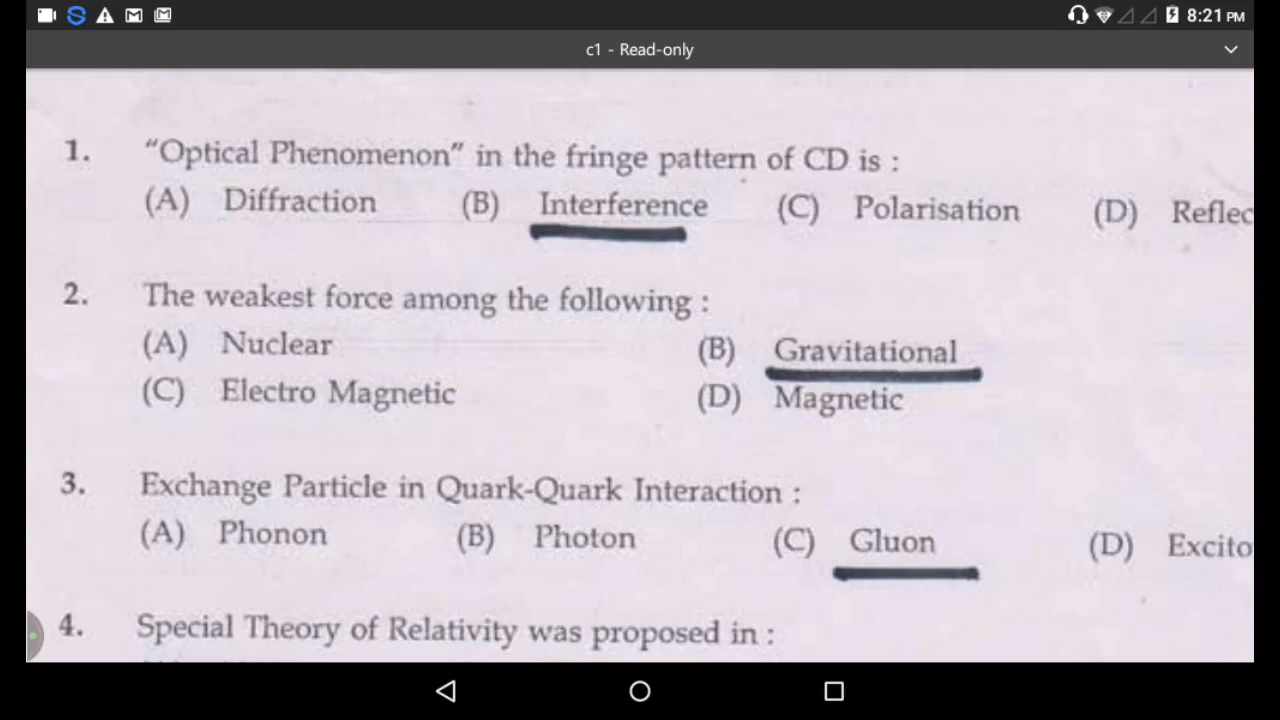 8:21 PM
c1 - Read-only
1. "Optical Phenomenon" in the fringe pattern of CD is :
(A) Diffraction (B) Interference (C) Polarisation (D) Reflec
2. The weakest force among the following :
(A) Nuclear (B) Gravitational
(C) Electro Magnetic (D) Magnetic
3. Exchange Particle in Quark-Quark Interaction :
(A) Phonon (B) Photon (C) Gluon (D) Excito
4. Special Theory of Relativity was proposed in :